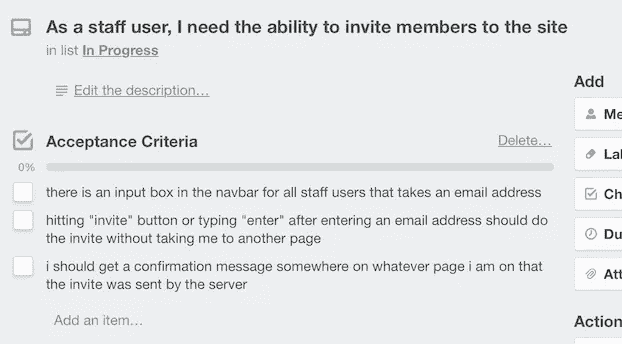 As a staff user, I need the ability to invite members to the site
in list In Progress
Edit the description…
Acceptance Criteria
Delete…
0%
there is an input box in the navbar for all staff users that takes an email address
hitting "invite" button or typing "enter" after entering an email address should do
the invite without taking me to another page
i should get a confirmation message somewhere on whatever page i am on that
the invite was sent by the server
Add an item…
Add
Me
Lal
Ch
Du
Att
Action